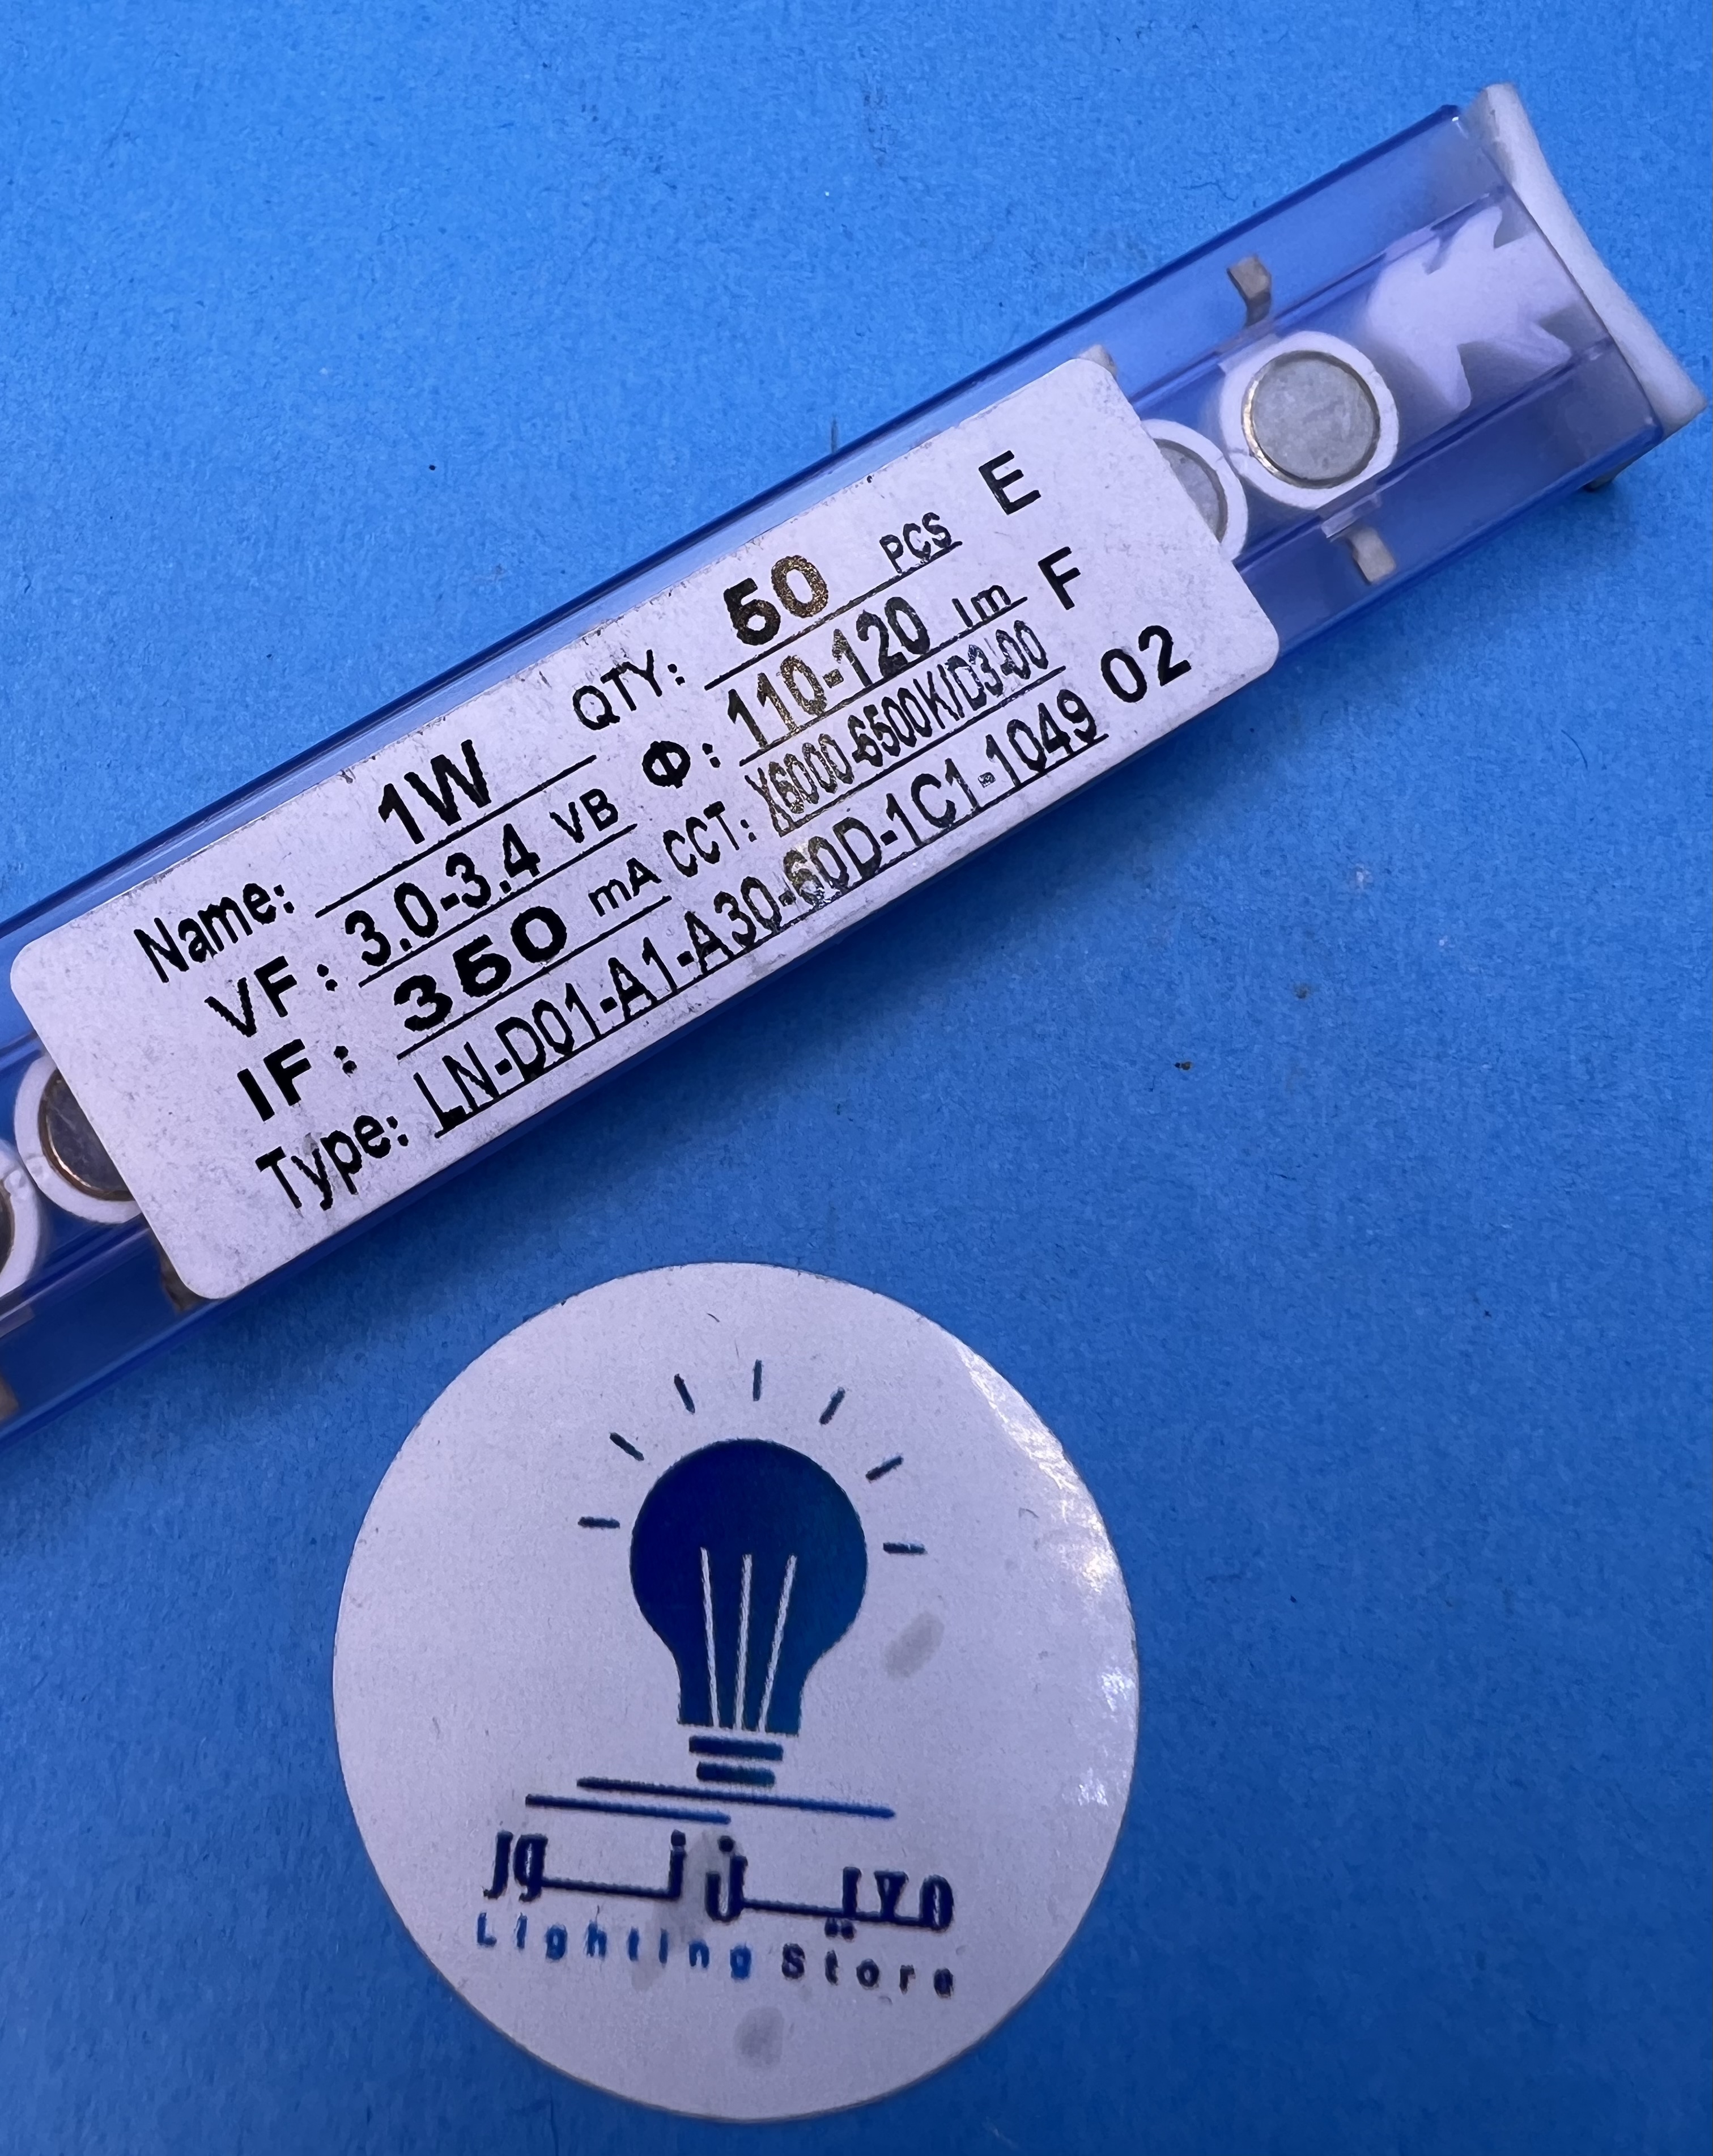 Name: 1W QTY: 50 PCS E
VF: 3.0-3.4 VB Φ: 110-120 lm F
IF: 350 mA CCT: X6000-6500K/D3-00 02
Type: LN-D01-A1-A30-60D-1C1-1049
معین نور
Lighting Store